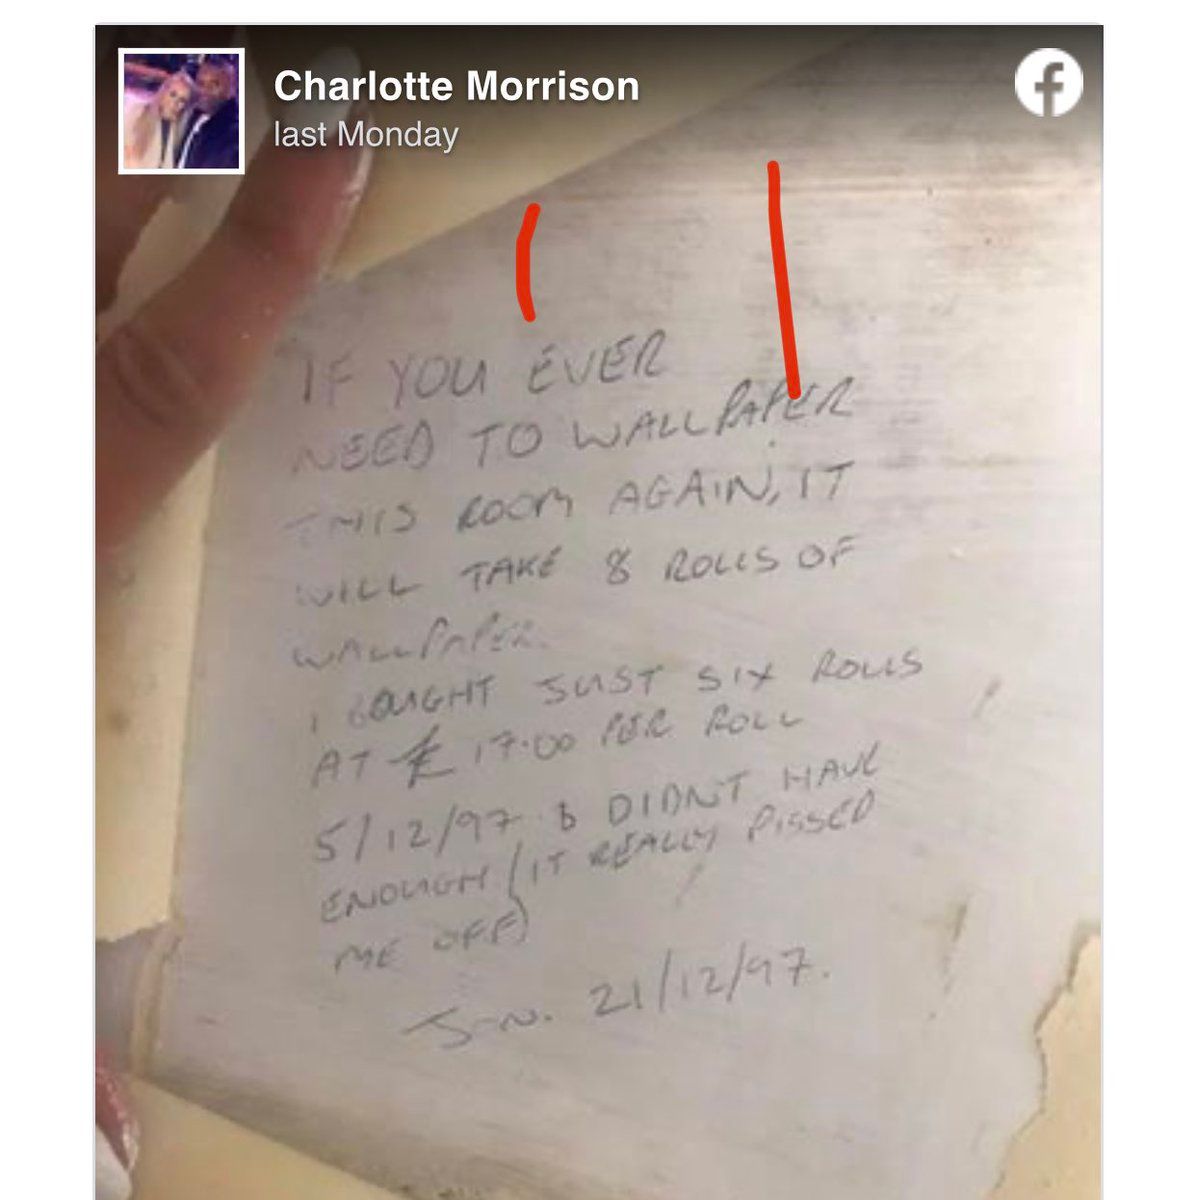 Charlotte Morrison
last Monday
IF YOU EVER
NEED TO WALLPAPER
THIS ROOM AGAIN, IT
WILL TAKE 8 ROLLS OF
WALLPAPER.
I BOUGHT JUST SIX ROLLS
AT £17.00 PER ROLL
5/12/97 & DIDNT HAVE
ENOUGH (IT REALLY PISSED
ME OFF)
J-N. 21/12/97.